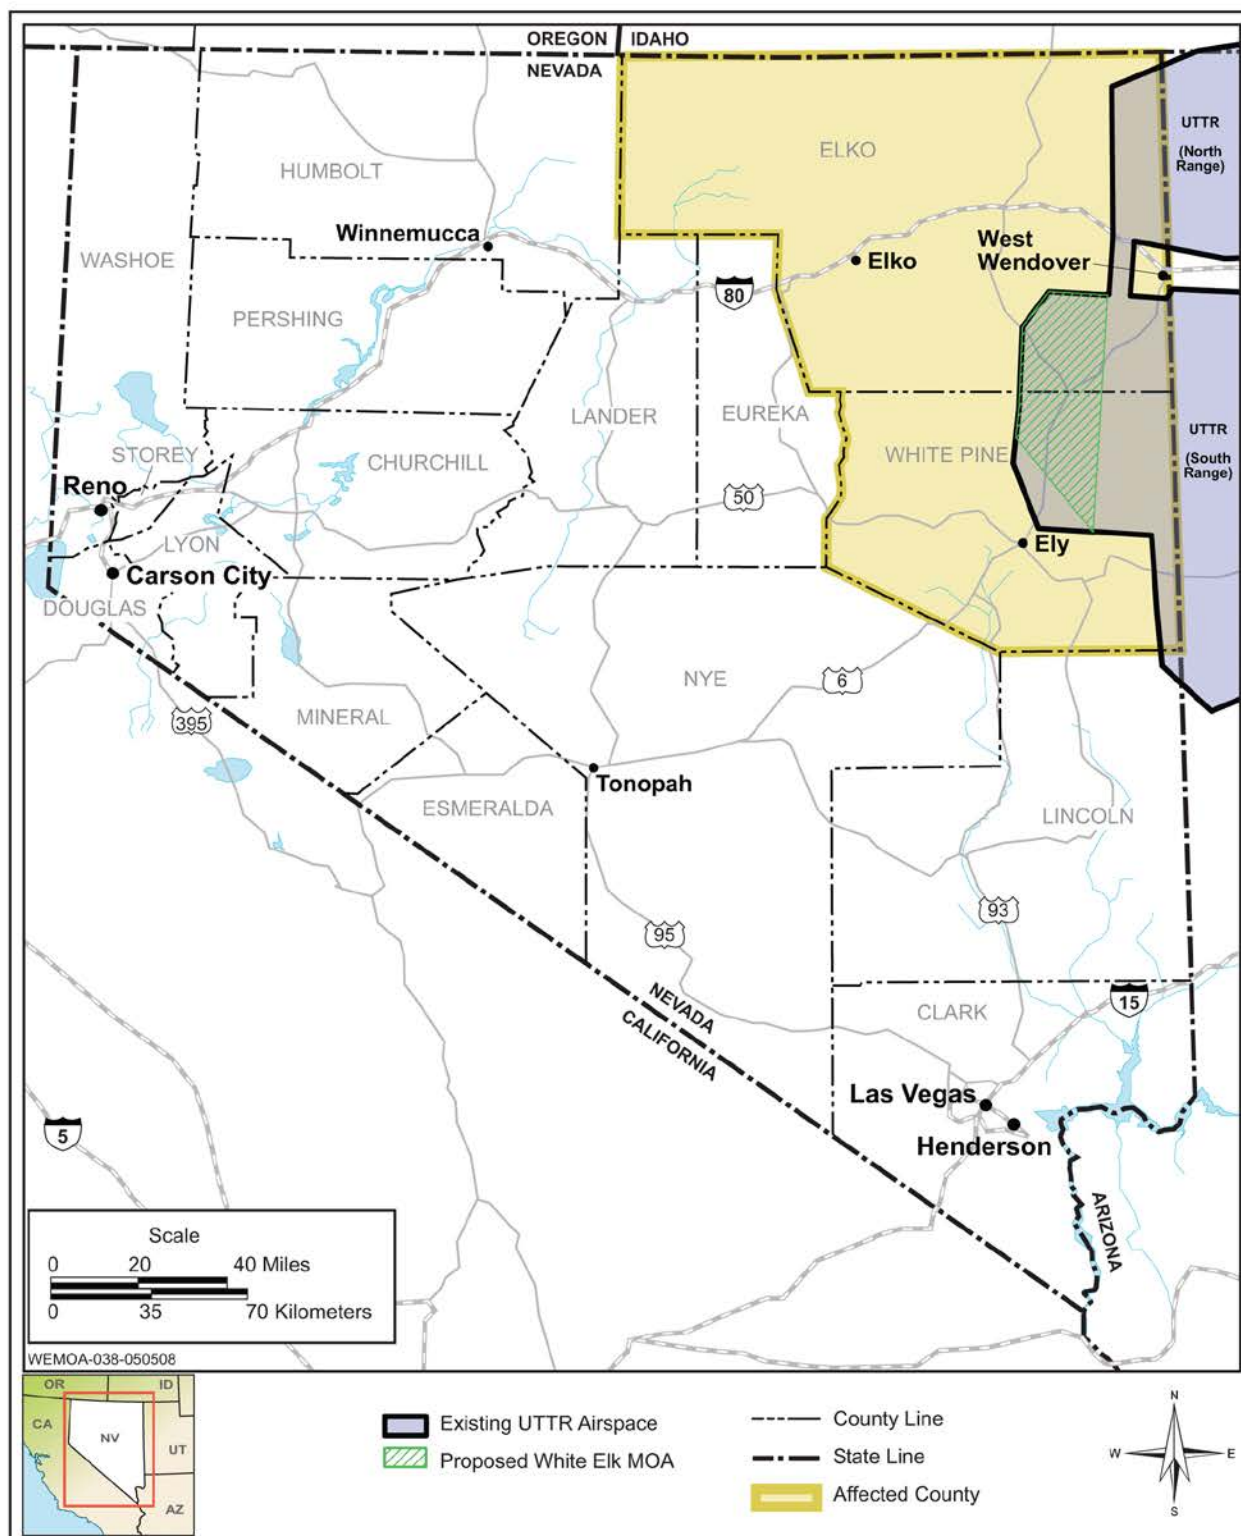 OREGON
IDAHO
NEVADA
UTTR
(North
Range)
ELKO
HUMBOLT
Winnemucca
West
Wendover
WASHOE
Elko
80
PERSHING
LANDER
EUREKA
WHITE PINE
UTTR
(South
Range)
STOREY
CHURCHILL
Reno
50
LYON
Ely
Carson City
DOUGLAS
NYE
6
395
MINERAL
Tonopah
ESMERALDA
LINCOLN
93
95
NEVADA
CALIFORNIA
15
CLARK
Las Vegas
5
Henderson
ARIZONA
Scale
0 20 40 Miles
0 35 70 Kilometers
WEMOA-038-050508
OR
ID
CA
NV
UT
AZ
Existing UTTR Airspace
Proposed White Elk MOA
County Line
State Line
Affected County
N
W
E
S